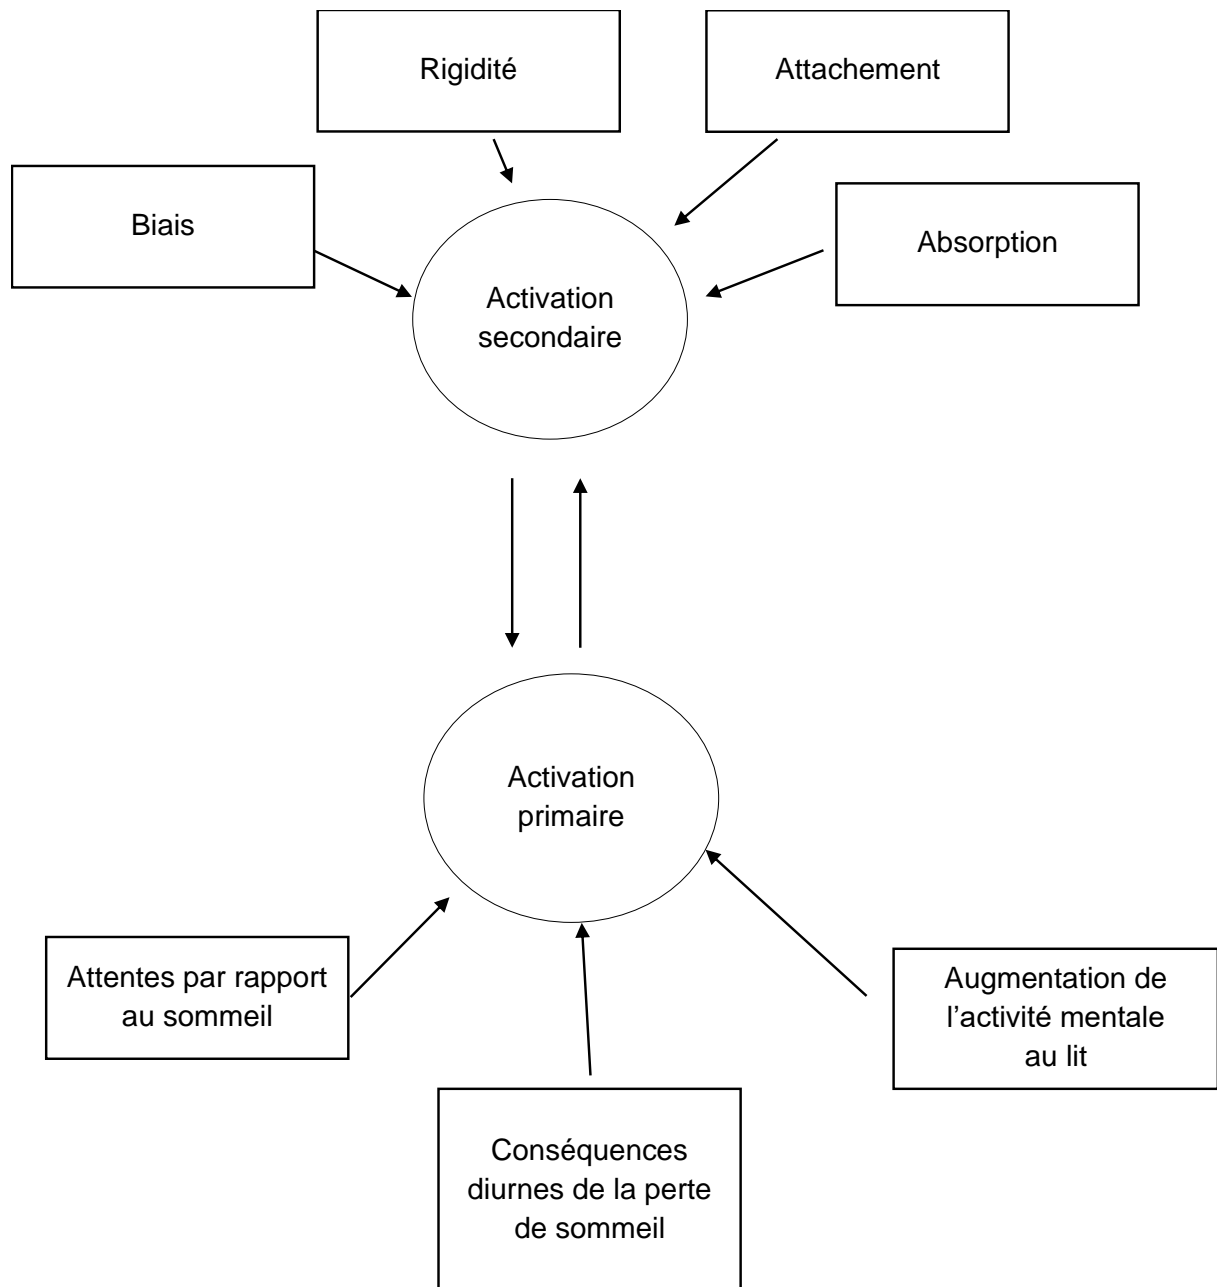 Rigidité
Attachement
Biais
Absorption
Activation
secondaire
Activation
primaire
Attentes par rapport
au sommeil
Augmentation de
l’activité mentale
au lit
Conséquences
diurnes de la perte
de sommeil